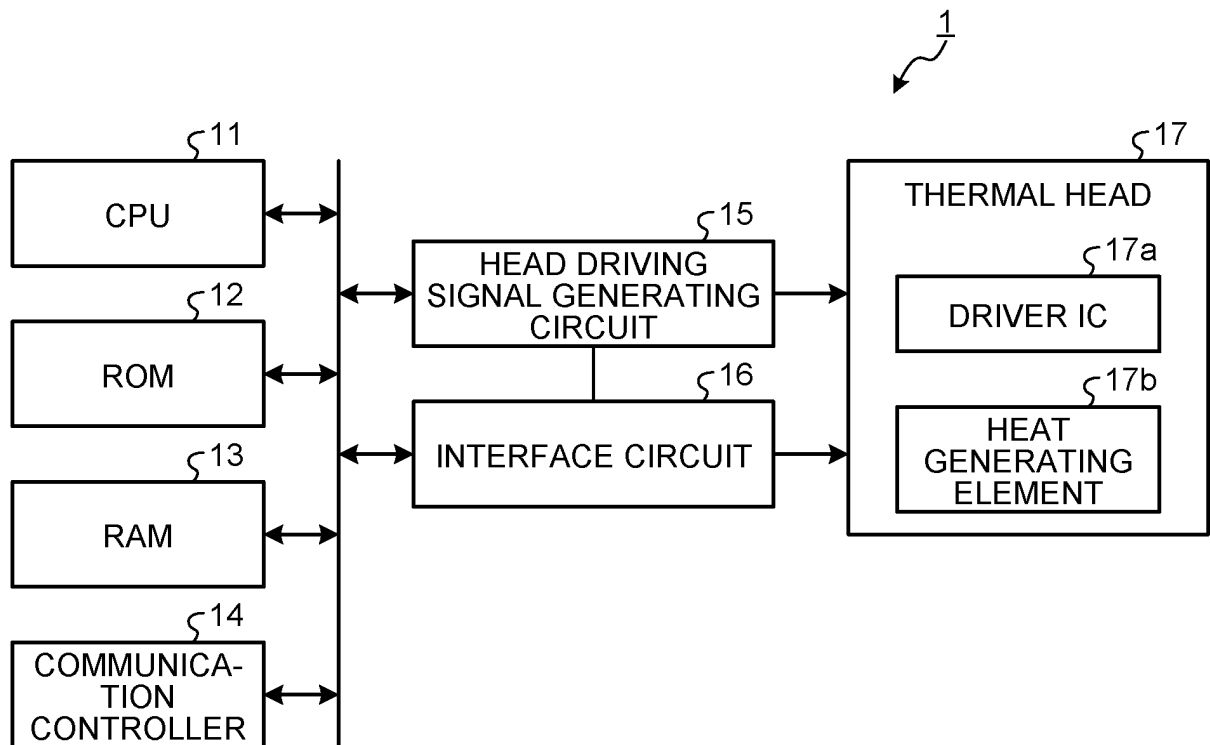 1
11
CPU
12
ROM
13
RAM
14
COMMUNICA-
TION
CONTROLLER
15
HEAD DRIVING
SIGNAL GENERATING
CIRCUIT
16
INTERFACE CIRCUIT
17
THERMAL HEAD
17a
DRIVER IC
17b
HEAT
GENERATING
ELEMENT